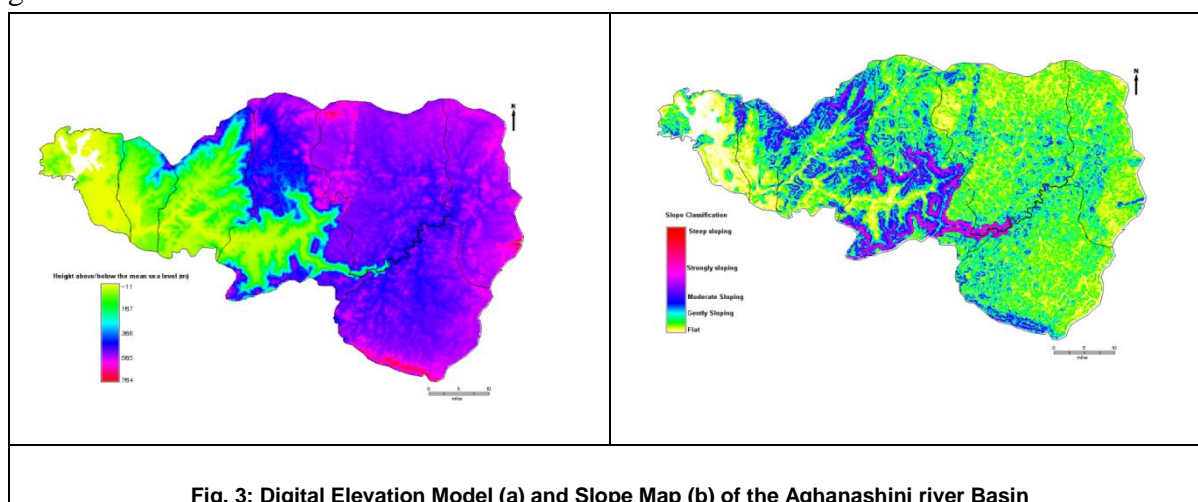 g
N
Height above/below the mean sea level (m)
-11
167
366
565
764
0 5 10
miles
N
Slope Classification
Steep sloping
Strongly sloping
Moderate Sloping
Gently Sloping
Flat
0 5 10
miles
Fig. 3: Digital Elevation Model (a) and Slope Map (b) of the Aghanashini river Basin